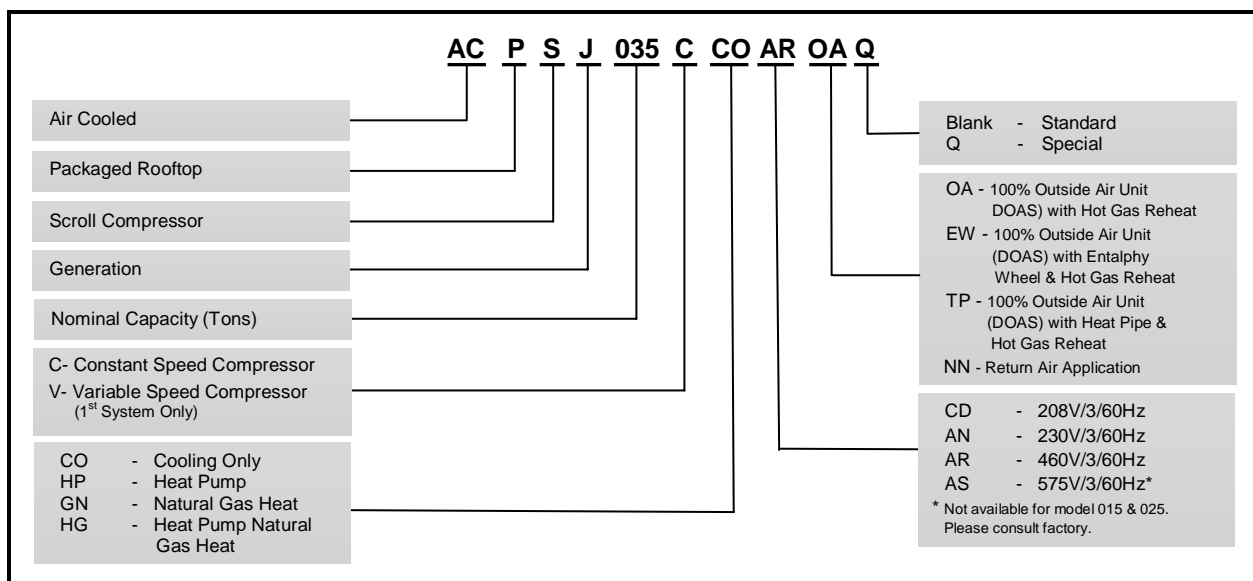 AC P S J 035 C CO AR OA Q
Air Cooled
Packaged Rooftop
Scroll Compressor
Generation
Nominal Capacity (Tons)
C- Constant Speed Compressor
V- Variable Speed Compressor
(1st System Only)
CO - Cooling Only
HP - Heat Pump
GN - Natural Gas Heat
HG - Heat Pump Natural
Gas Heat
Blank - Standard
Q - Special
OA - 100% Outside Air Unit
DOAS) with Hot Gas Reheat
EW - 100% Outside Air Unit
(DOAS) with Entalphy
Wheel & Hot Gas Reheat
TP - 100% Outside Air Unit
(DOAS) with Heat Pipe &
Hot Gas Reheat
NN - Return Air Application
CD - 208V/3/60Hz
AN - 230V/3/60Hz
AR - 460V/3/60Hz
AS - 575V/3/60Hz*
* Not available for model 015 & 025.
Please consult factory.